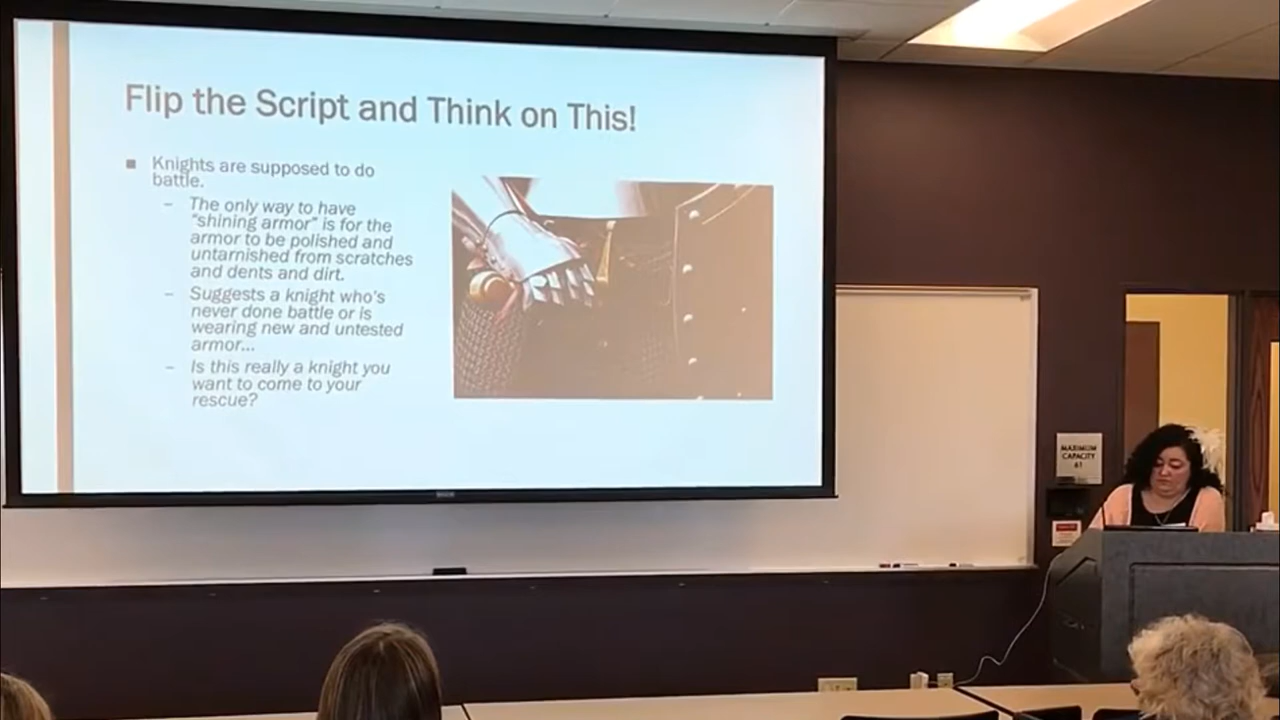 Flip the Script and Think on This!
■ Knights are supposed to do
battle.
– The only way to have
“shining armor” is for the
armor to be polished and
untarnished from scratches
and dents and dirt.
– Suggests a knight who’s
never done battle or is
wearing new and untested
armor...
– Is this really a knight you
want to come to your
rescue?
MAXIMUM
CAPACITY
61